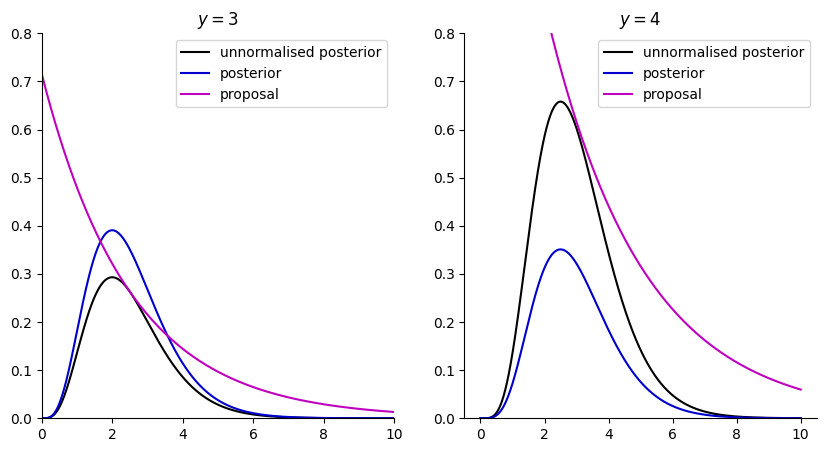 y = 3
unnormalised posterior
posterior
proposal
0.8
0.7
0.6
0.5
0.4
0.3
0.2
0.1
0.0
0 2 4 6 8 10
y = 4
unnormalised posterior
posterior
proposal
0.8
0.7
0.6
0.5
0.4
0.3
0.2
0.1
0.0
0 2 4 6 8 10